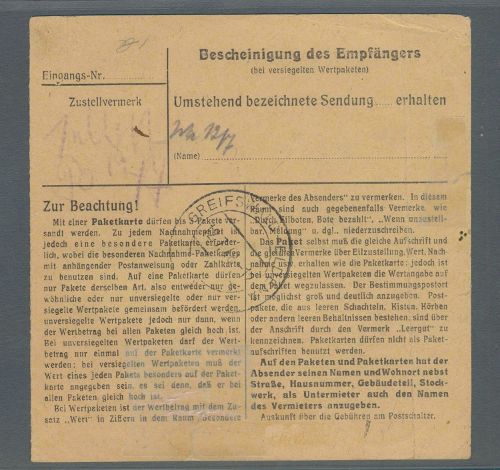 Bescheinigung des Empfängers
(bei versiegelten Wertpaketen)
Eingangs-Nr.
Zustellvermerk
Umstehend bezeichnete Sendung erhalten
(Name)
GREIFSW
Zur Beachtung!
Mit einer Paketkarte dürfen bis 3 Pakete ver-
sandt werden. Zu jedem Nachnahmepaket ist
jedoch eine besondere Paketkarte erforder-
lich, wobei die besonderen Nachnahme-Paketkarten
mit anhängender Postanweisung oder Zahlkarte
zu benutzen sind. Auf eine Paketkarte dürfen
nur Pakete derselben Art, also entweder nur ge-
wöhnliche oder nur unversiegelte oder nur ver-
siegelte Wertpakete gemeinsam befördert werden,
unversiegelte Wertpakete jedoch nur dann, wenn
der Wertbetrag bei allen Paketen gleich hoch ist.
Bei unversiegelten Wertpaketen darf der Wert-
betrag nur einmal auf der Paketkarte vermerkt
werden; bei versiegelten Wertpaketen muß der
Wert eines jeden Pakets besonders auf der Paket-
karte angegeben sein, es sei denn, daß er bei
allen Paketen gleich hoch ist.
Bei Wertpaketen ist der Wertbetrag mit dem Zu-
satz „Wert" in Ziffern in dem Raum „Besondere
Vermerke des Absenders" zu vermerken. In diesem
Raum sind auch gegebenenfalls Vermerke, wie
„Durch Eilboten, Bote bezahlt", „Wenn unzustell-
bar, Meldung" u. dgl. niederzuschreiben.
Das Paket selbst muß die gleiche Aufschrift und
die gleichen Vermerke über Eilzustellung, Wert, Nach-
nahme usw. erhalten wie die Paketkarte; jedoch ist
bei unversiegelten Wertpaketen die Wertangabe auf
dem Paket wegzulassen. Der Bestimmungspostort
ist möglichst groß und deutlich anzugeben. Post-
pakete, die aus leeren Schachteln, Kisten, Körben
oder andern leeren Behältnissen bestehen, sind über
der Anschrift durch den Vermerk „Leergut" zu
kennzeichnen. Paketkarten dürfen nicht als Paket-
aufschriften benutzt werden.
Auf den Paketen und Paketkarten hat der
Absender seinen Namen und Wohnort nebst
Straße, Hausnummer, Gebäudeteil, Stock-
werk, als Untermieter auch den Namen
des Vermieters anzugeben.
Auskunft über die Gebühren am Postschalter.